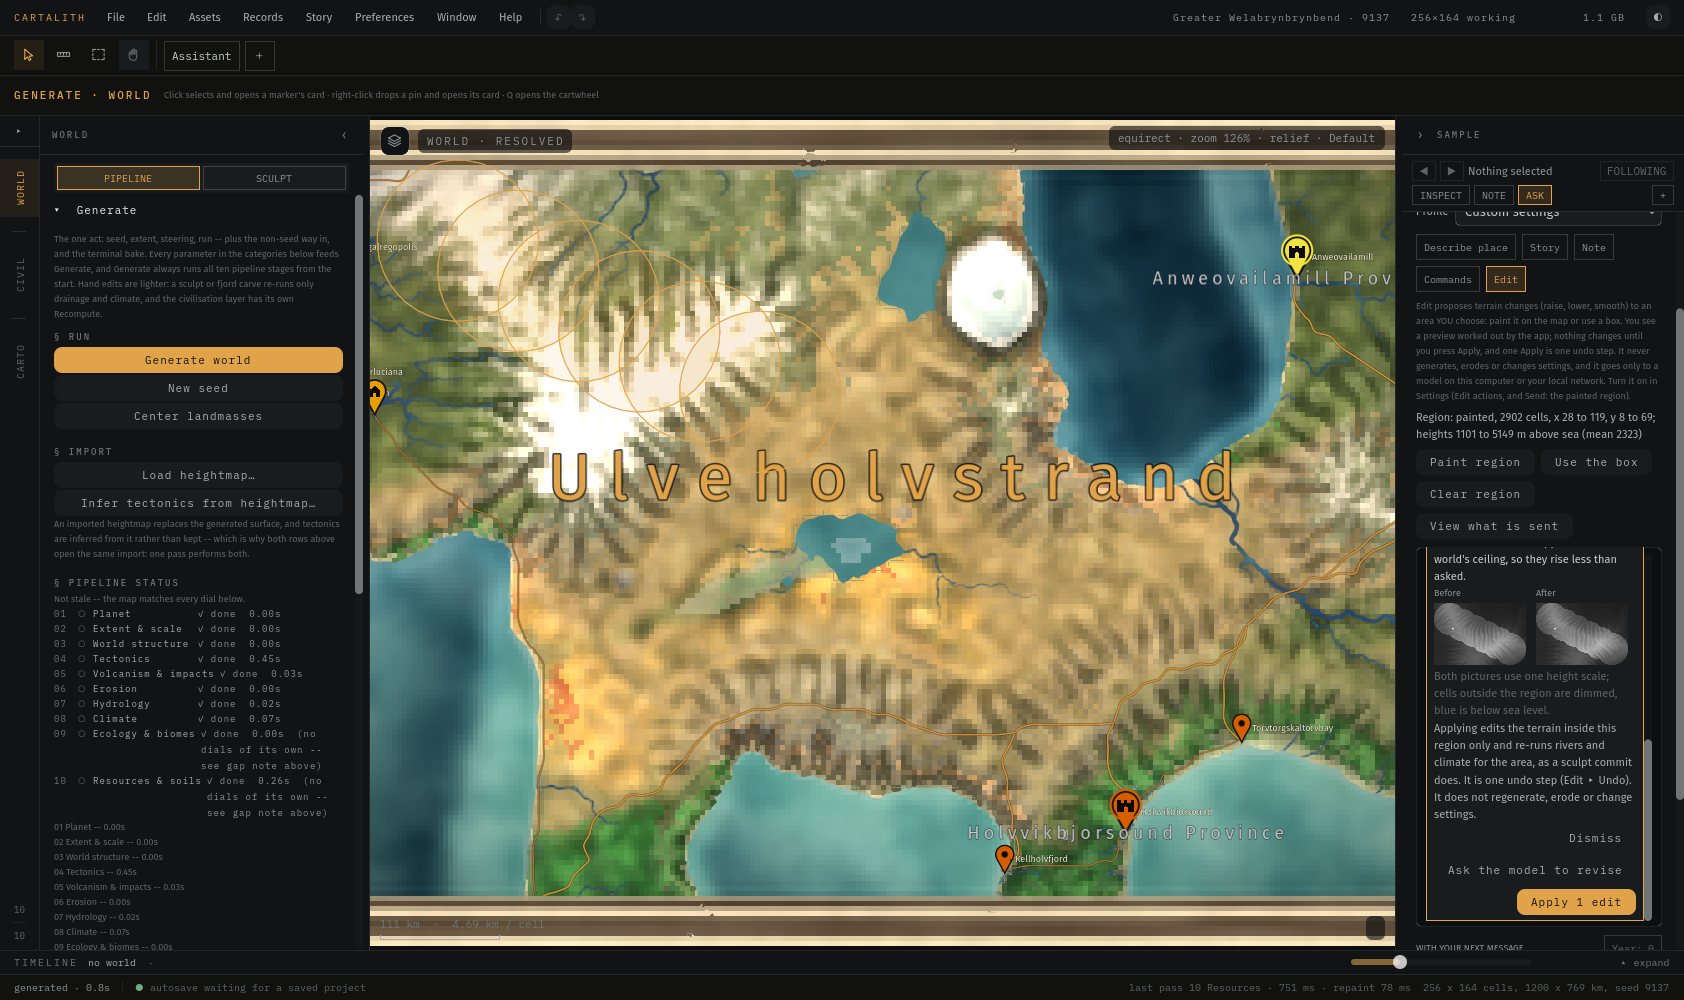 CARTALITH File Edit Assets Records Story Preferences Window Help
Greater Welabrynbrynbend · 9137 256×164 working 1.1 GB
Assistant +
GENERATE · WORLD Click selects and opens a marker's card · right-click drops a pin and opens its card · Q opens the cartwheel
WORLD
CIVIL
CARTO
10
10
WORLD
PIPELINE SCULPT
Generate
The one act: seed, extent, steering, run -- plus the non-seed way in,
and the terminal bake. Every parameter in the categories below feeds
Generate, and Generate always runs all ten pipeline stages from the
start. Hand edits are lighter: a sculpt or fjord carve re-runs only
drainage and climate, and the civilisation layer has its own
Recompute.
§ RUN
Generate world
New seed
Center landmasses
§ IMPORT
Load heightmap…
Infer tectonics from heightmap…
An imported heightmap replaces the generated surface, and tectonics
are inferred from it rather than kept -- which is why both rows above
open the same import: one pass performs both.
§ PIPELINE STATUS
Not stale -- the map matches every dial below.
01 ○ Planet √ done 0.00s
02 ○ Extent & scale √ done 0.00s
03 ○ World structure √ done 0.00s
04 ○ Tectonics √ done 0.45s
05 ○ Volcanism & impacts √ done 0.03s
06 ○ Erosion √ done 0.00s
07 ○ Hydrology √ done 0.02s
08 ○ Climate √ done 0.07s
09 ○ Ecology & biomes √ done 0.00s (no
dials of its own --
see gap note above)
10 ○ Resources & soils √ done 0.26s (no
dials of its own --
see gap note above)
01 Planet -- 0.00s
02 Extent & scale -- 0.00s
03 World structure -- 0.00s
04 Tectonics -- 0.45s
05 Volcanism & impacts -- 0.03s
06 Erosion -- 0.00s
07 Hydrology -- 0.02s
08 Climate -- 0.07s
09 Ecology & biomes -- 0.00s
WORLD · RESOLVED
equirect · zoom 126% · relief · Default
Anweovailamill
Anweovailamill Prov
rluciana
Ulveholvstrand
Torvtorgskaltorvbay
Holvvikbjorsound
Holvvikbjorsound Province
Kellholvfjord
111 km · 4.69 km / cell
SAMPLE
Nothing selected FOLLOWING
INSPECT NOTE ASK +
Profile Custom settings
Describe place Story Note
Commands Edit
Edit proposes terrain changes (raise, lower, smooth) to an
area YOU choose: paint it on the map or use a box. You see
a preview worked out by the app; nothing changes until
you press Apply, and one Apply is one undo step. It never
generates, erodes or changes settings, and it goes only to a
model on this computer or your local network. Turn it on in
Settings (Edit actions, and Send: the painted region).
Region: painted, 2902 cells, x 28 to 119, y 8 to 69;
heights 1101 to 5149 m above sea (mean 2323)
Paint region Use the box
Clear region
View what is sent
world's ceiling, so they rise less than
asked.
Before After
Both pictures use one height scale;
cells outside the region are dimmed,
blue is below sea level.
Applying edits the terrain inside this
region only and re-runs rivers and
climate for the area, as a sculpt commit
does. It is one undo step (Edit ▸ Undo).
It does not regenerate, erode or change
settings.
Dismiss
Ask the model to revise
Apply 1 edit
WITH YOUR NEXT MESSAGE Year: 0
TIMELINE no world · expand
generated · 0.8s autosave waiting for a saved project
last pass 10 Resources · 751 ms · repaint 78 ms 256 x 164 cells, 1200 x 769 km, seed 9137